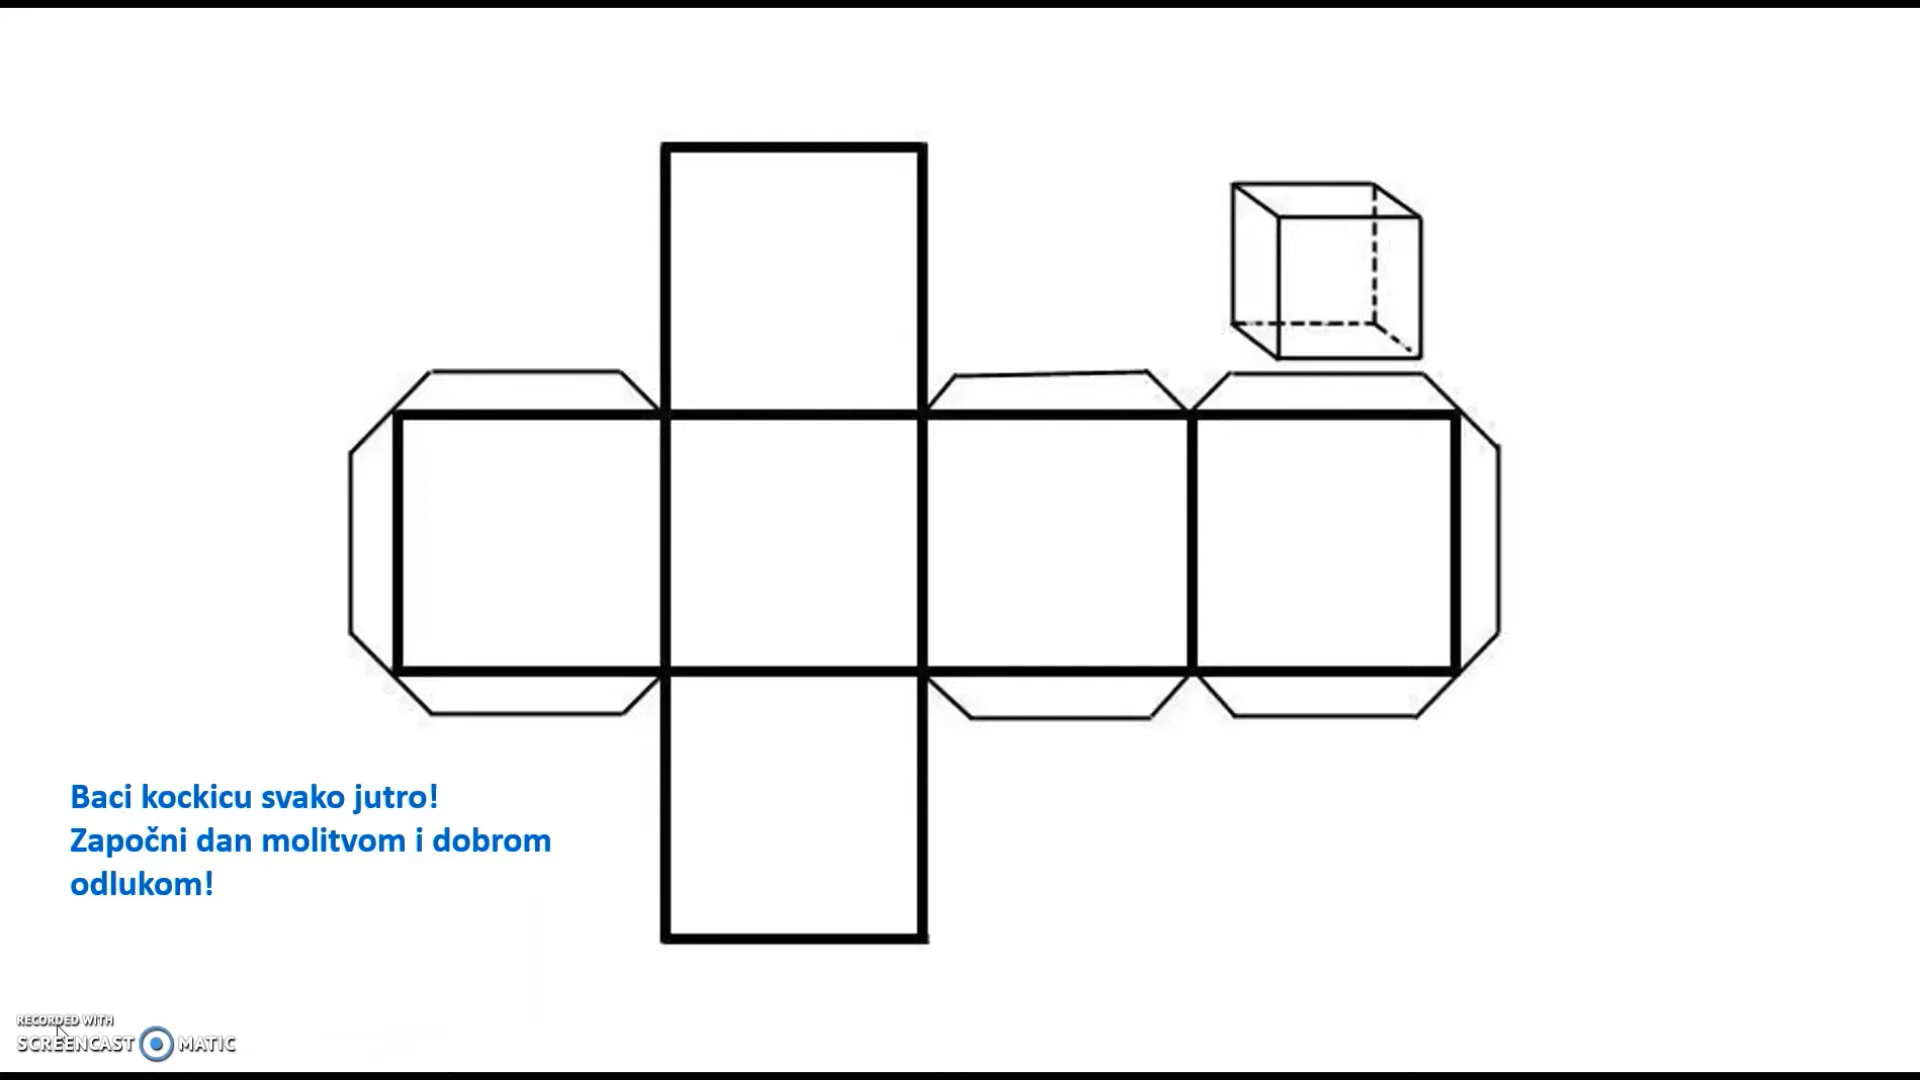 Baci kockicu svako jutro!
Započni dan molitvom i dobrom
odlukom!
RECORDED WITH
SCREENCAST MATIC